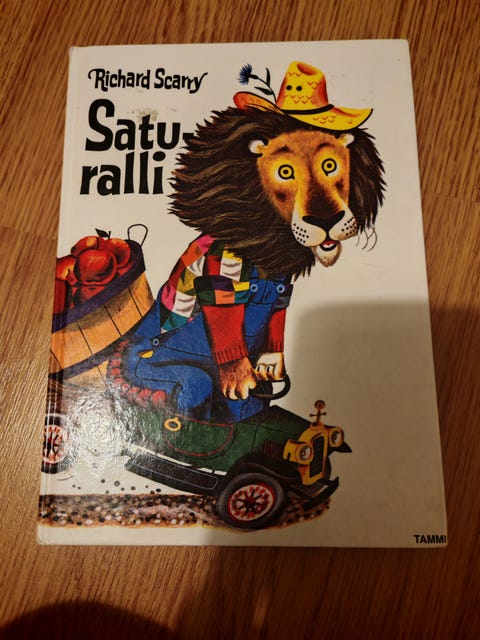 Richard Scarry
Satu-
ralli
TAMMI